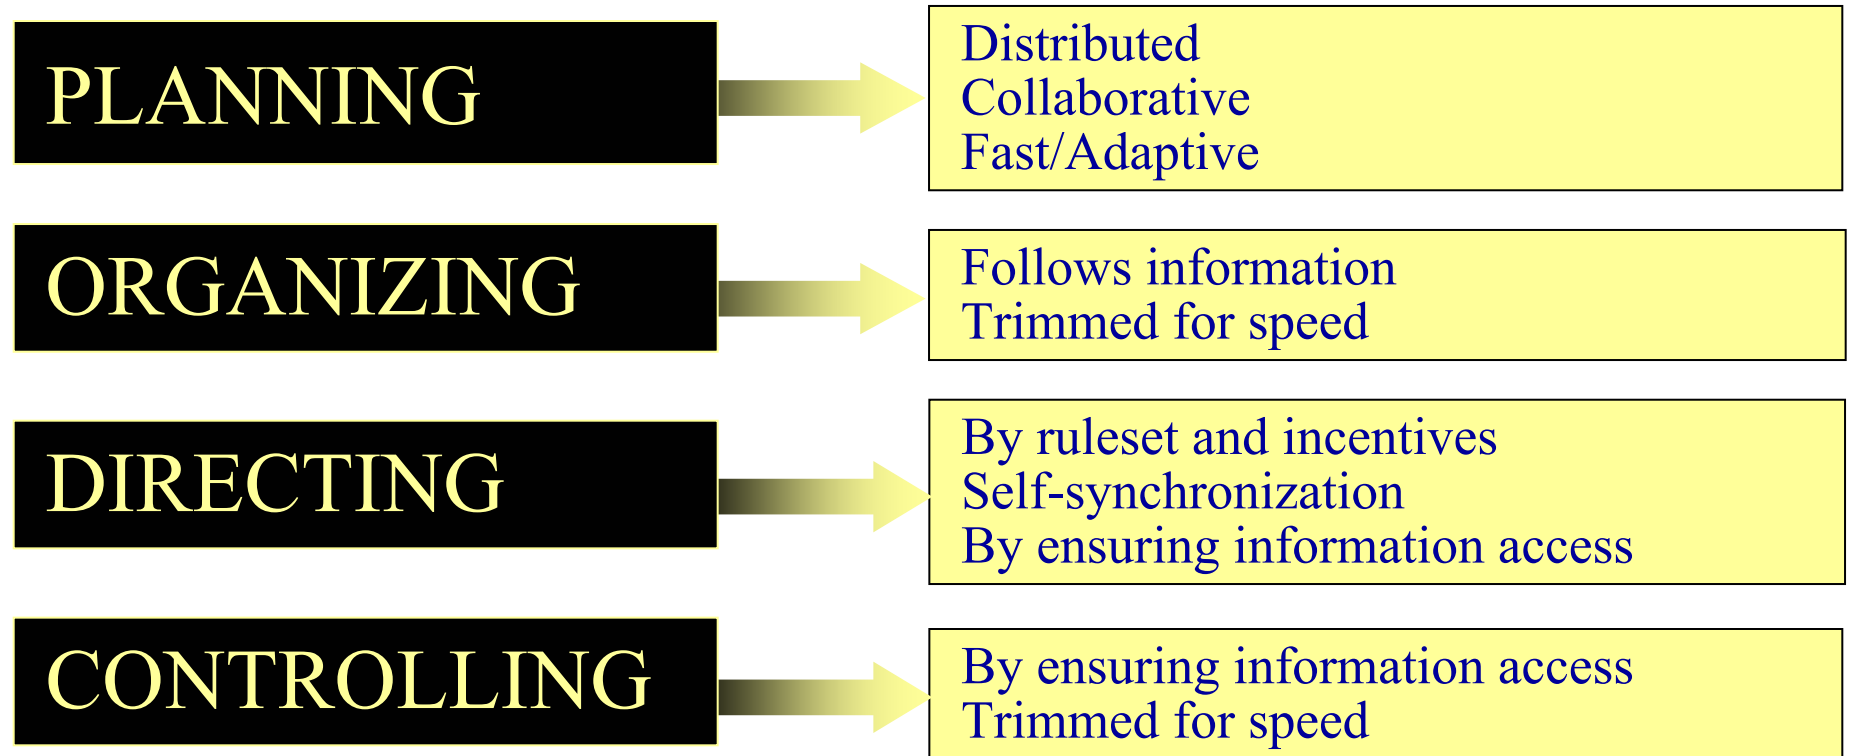 PLANNING
Distributed
Collaborative
Fast/Adaptive
ORGANIZING
Follows information
Trimmed for speed
DIRECTING
By ruleset and incentives
Self-synchronization
By ensuring information access
CONTROLLING
By ensuring information access
Trimmed for speed